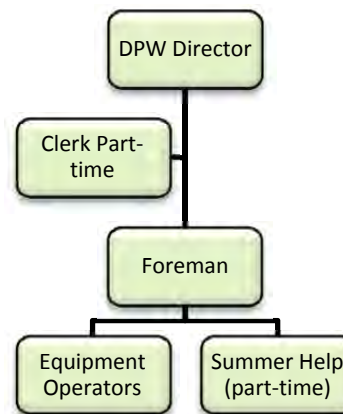 DPW Director
Clerk Part-
time
Foreman
Equipment
Operators
Summer Help
(part-time)